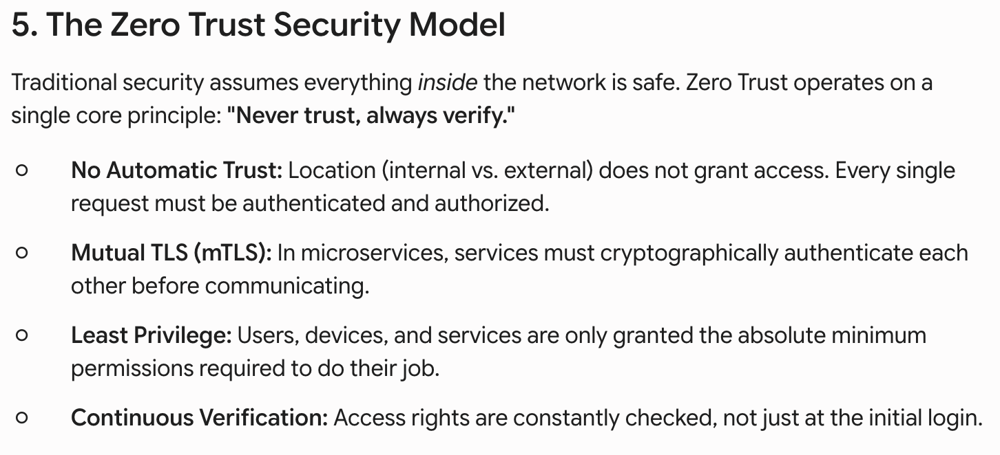 5. The Zero Trust Security Model
Traditional security assumes everything inside the network is safe. Zero Trust operates on a
single core principle: "Never trust, always verify."
No Automatic Trust: Location (internal vs. external) does not grant access. Every single
request must be authenticated and authorized.
Mutual TLS (mTLS): In microservices, services must cryptographically authenticate each
other before communicating.
Least Privilege: Users, devices, and services are only granted the absolute minimum
permissions required to do their job.
Continuous Verification: Access rights are constantly checked, not just at the initial login.